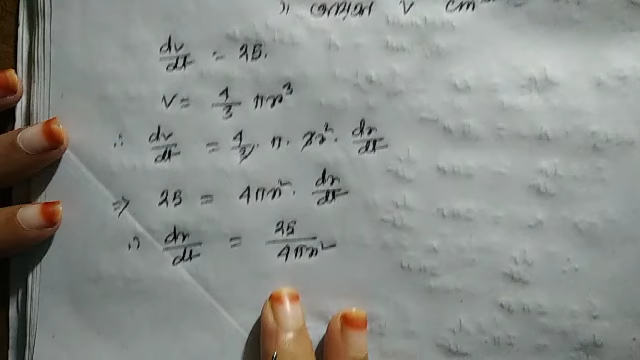 V cm
dv/dt = 25.
V = 4/3 πr³
∴ dv/dt = 4/3 · π · 3r² · dr/dt
⇒ 25 = 4πr² · dr/dt
∴ dr/dt = 25/4πr²